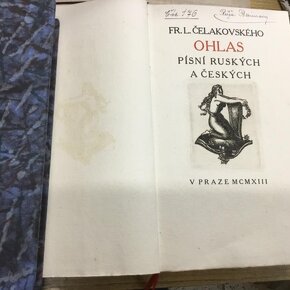 FR. L. ČELAKOVSKÉHO
OHLAS
PÍSNÍ RUSKÝCH
A ČESKÝCH
V PRAZE MCMXIII